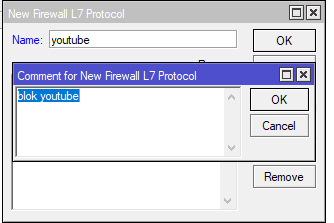 New Firewall L7 Protocol
Name: youtube
OK
Comment for New Firewall L7 Protocol
blok youtube
OK
Cancel
Remove